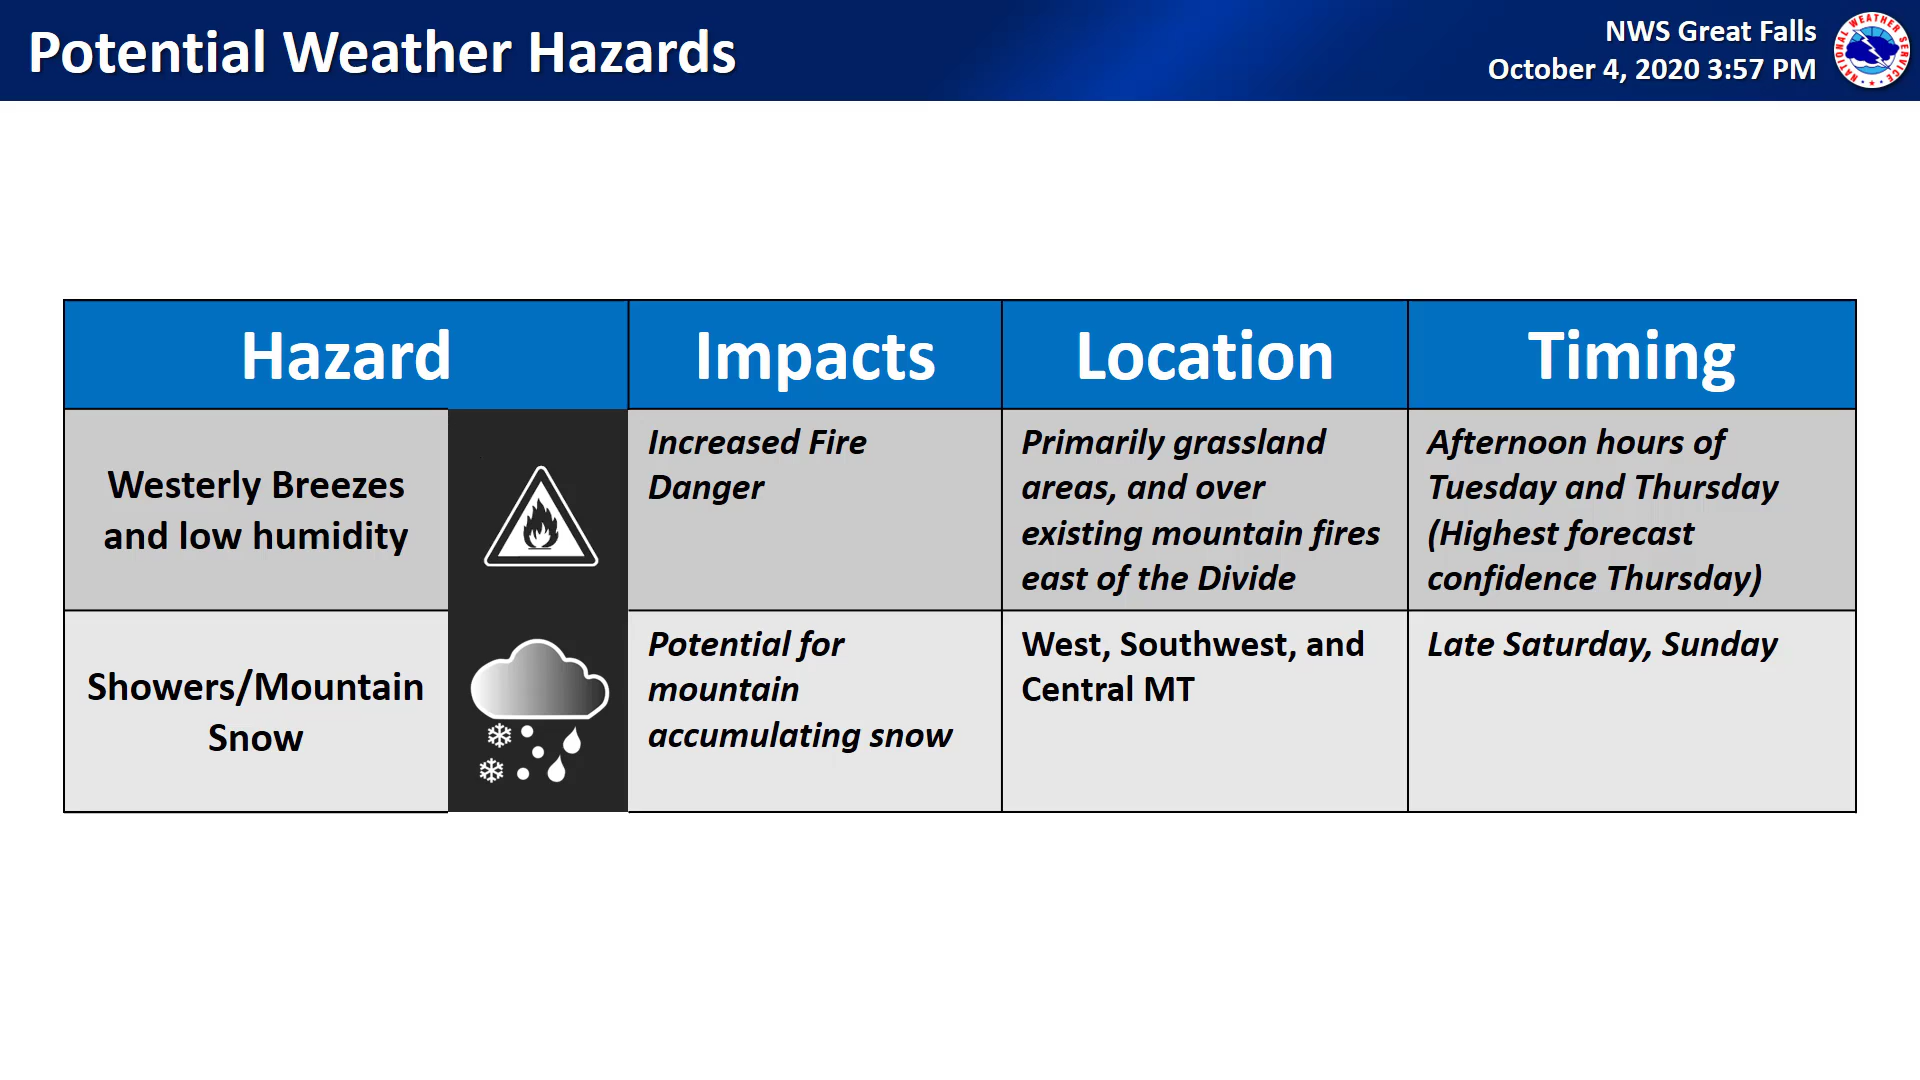 Potential Weather Hazards
NWS Great Falls
October 4, 2020 3:57 PM
NATIONAL WEATHER SERVICE
Hazard
Impacts
Location
Timing
Westerly Breezes
and low humidity
Increased Fire
Danger
Primarily grassland
areas, and over
existing mountain fires
east of the Divide
Afternoon hours of
Tuesday and Thursday
(Highest forecast
confidence Thursday)
Showers/Mountain
Snow
Potential for
mountain
accumulating snow
West, Southwest, and
Central MT
Late Saturday, Sunday